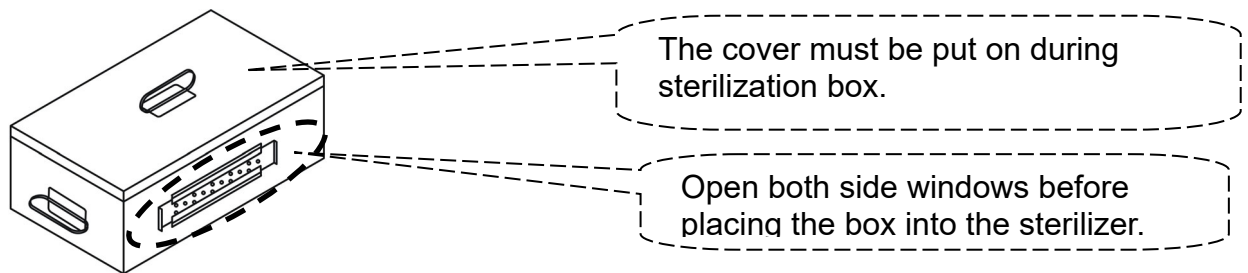 The cover must be put on during
sterilization box.
Open both side windows before
placing the box into the sterilizer.